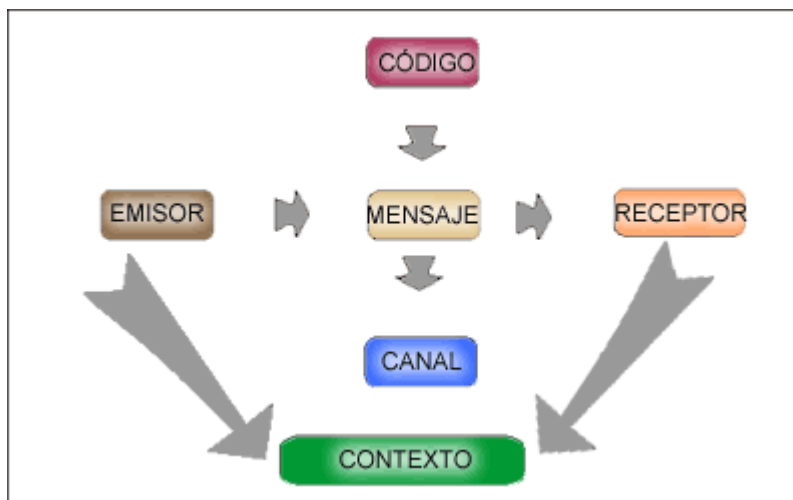 CÓDIGO
EMISOR
MENSAJE
RECEPTOR
CANAL
CONTEXTO